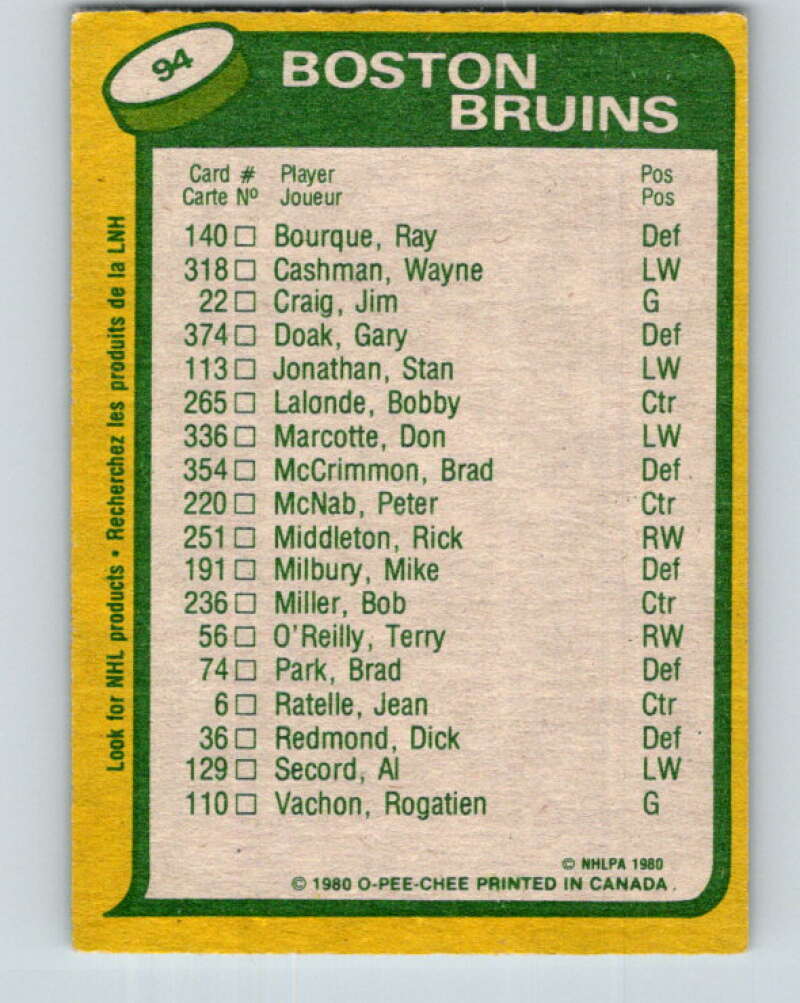 94
BOSTON
BRUINS
Card # Player Pos
Carte Nº Joueur Pos
140 □ Bourque, Ray Def
318 □ Cashman, Wayne LW
22 □ Craig, Jim G
374 □ Doak, Gary Def
113 □ Jonathan, Stan LW
265 □ Lalonde, Bobby Ctr
336 □ Marcotte, Don LW
354 □ McCrimmon, Brad Def
220 □ McNab, Peter Ctr
251 □ Middleton, Rick RW
191 □ Milbury, Mike Def
236 □ Miller, Bob Ctr
56 □ O'Reilly, Terry RW
74 □ Park, Brad Def
6 □ Ratelle, Jean Ctr
36 □ Redmond, Dick Def
129 □ Secord, Al LW
110 □ Vachon, Rogatien G
© NHLPA 1980
© 1980 O-PEE-CHEE PRINTED IN CANADA.
Look for NHL products • Recherchez les produits de la LNH